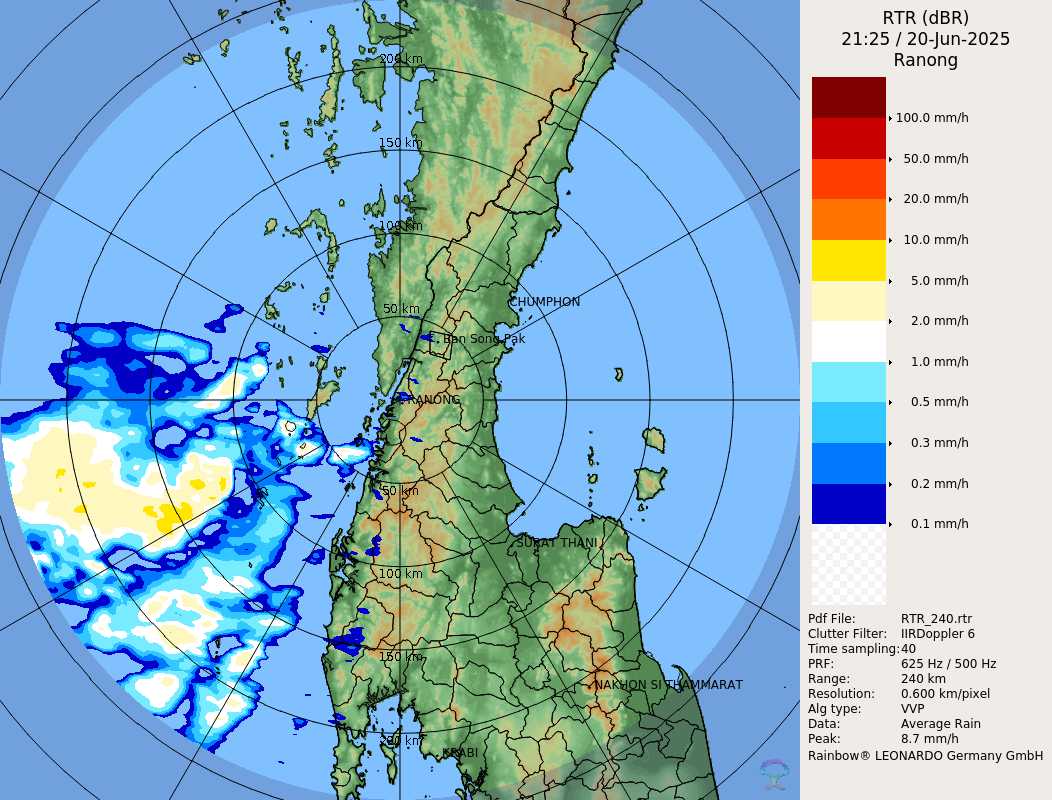 RTR (dBR)
21:25 / 20-Jun-2025
Ranong
100.0 mm/h
50.0 mm/h
20.0 mm/h
10.0 mm/h
5.0 mm/h
2.0 mm/h
1.0 mm/h
0.5 mm/h
0.3 mm/h
0.2 mm/h
0.1 mm/h
Pdf File: RTR_240.rtr
Clutter Filter: IIRDoppler 6
Time sampling: 40
PRF: 625 Hz / 500 Hz
Range: 240 km
Resolution: 0.600 km/pixel
Alg type: VVP
Data: Average Rain
Peak: 8.7 mm/h
Rainbow® LEONARDO Germany GmbH
200 km
150 km
100 km
50 km
CHUMPHON
Ban Song Pak
RANONG
50 km
SURAT THANI
100 km
150 km
NAKHON SI THAMMARAT
200 km
KRABI